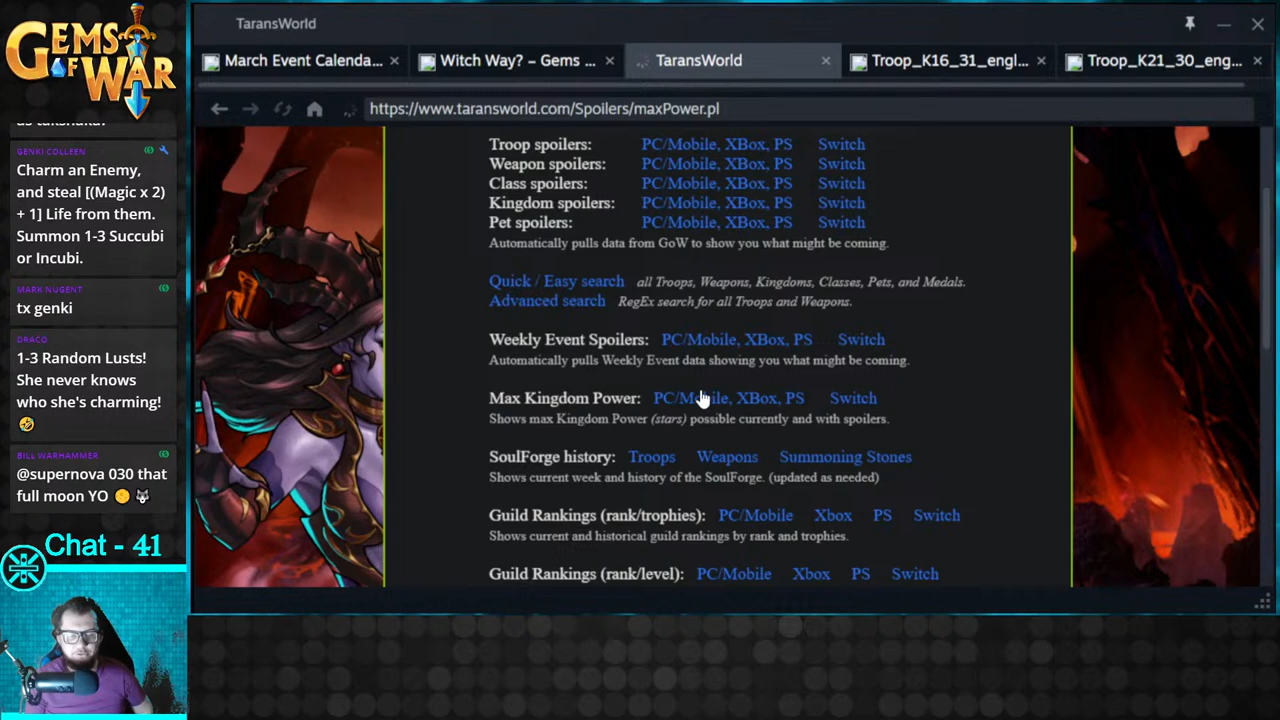 GEMS
OF
WAR
GENKI COLLEEN
Charm an Enemy,
and steal [(Magic x 2)
+ 1] Life from them.
Summon 1-3 Succubi
or Incubi.
MARK NUGENT
tx genki
DRACO
1-3 Random Lusts!
She never knows
who she's charming!
🤣
BILL WARHAMMER
@supernova 030 that
full moon YO 🌕 🐺
Chat - 41
TaransWorld
March Event Calenda...
Witch Way? – Gems ...
TaransWorld
Troop_K16_31_engl...
Troop_K21_30_eng...
https://www.taransworld.com/Spoilers/maxPower.pl
Troop spoilers: PC/Mobile, XBox, PS Switch
Weapon spoilers: PC/Mobile, XBox, PS Switch
Class spoilers: PC/Mobile, XBox, PS Switch
Kingdom spoilers: PC/Mobile, XBox, PS Switch
Pet spoilers: PC/Mobile, XBox, PS Switch
Automatically pulls data from GoW to show you what might be coming.
Quick / Easy search all Troops, Weapons, Kingdoms, Classes, Pets, and Medals.
Advanced search RegEx search for all Troops and Weapons.
Weekly Event Spoilers: PC/Mobile, XBox, PS Switch
Automatically pulls Weekly Event data showing you what might be coming.
Max Kingdom Power: PC/Mobile, XBox, PS Switch
Shows max Kingdom Power (stars) possible currently and with spoilers.
SoulForge history: Troops Weapons Summoning Stones
Shows current week and history of the SoulForge. (updated as needed)
Guild Rankings (rank/trophies): PC/Mobile Xbox PS Switch
Shows current and historical guild rankings by rank and trophies.
Guild Rankings (rank/level): PC/Mobile Xbox PS Switch